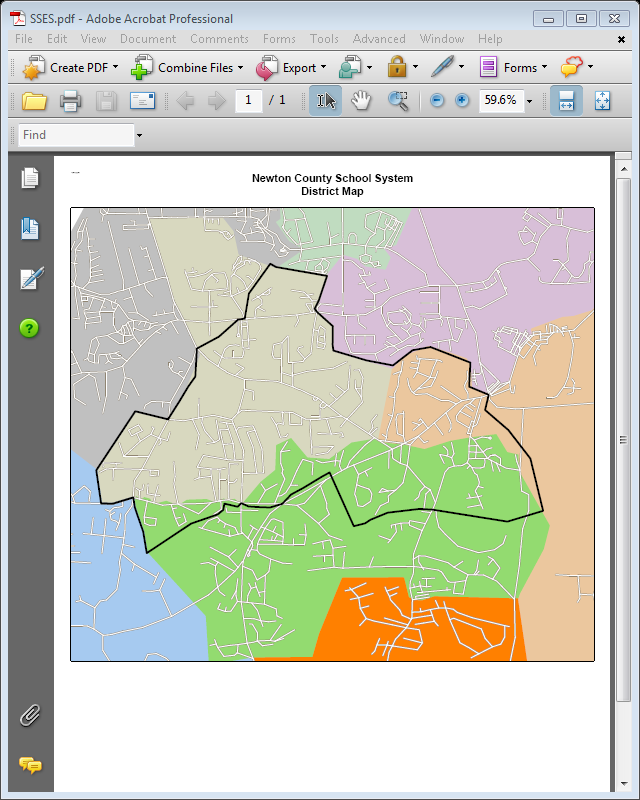 SSES.pdf - Adobe Acrobat Professional
File Edit View Document Comments Forms Tools Advanced Window Help
Create PDF Combine Files Export Forms
1 / 1 59.6%
Find
Newton County School System
District Map